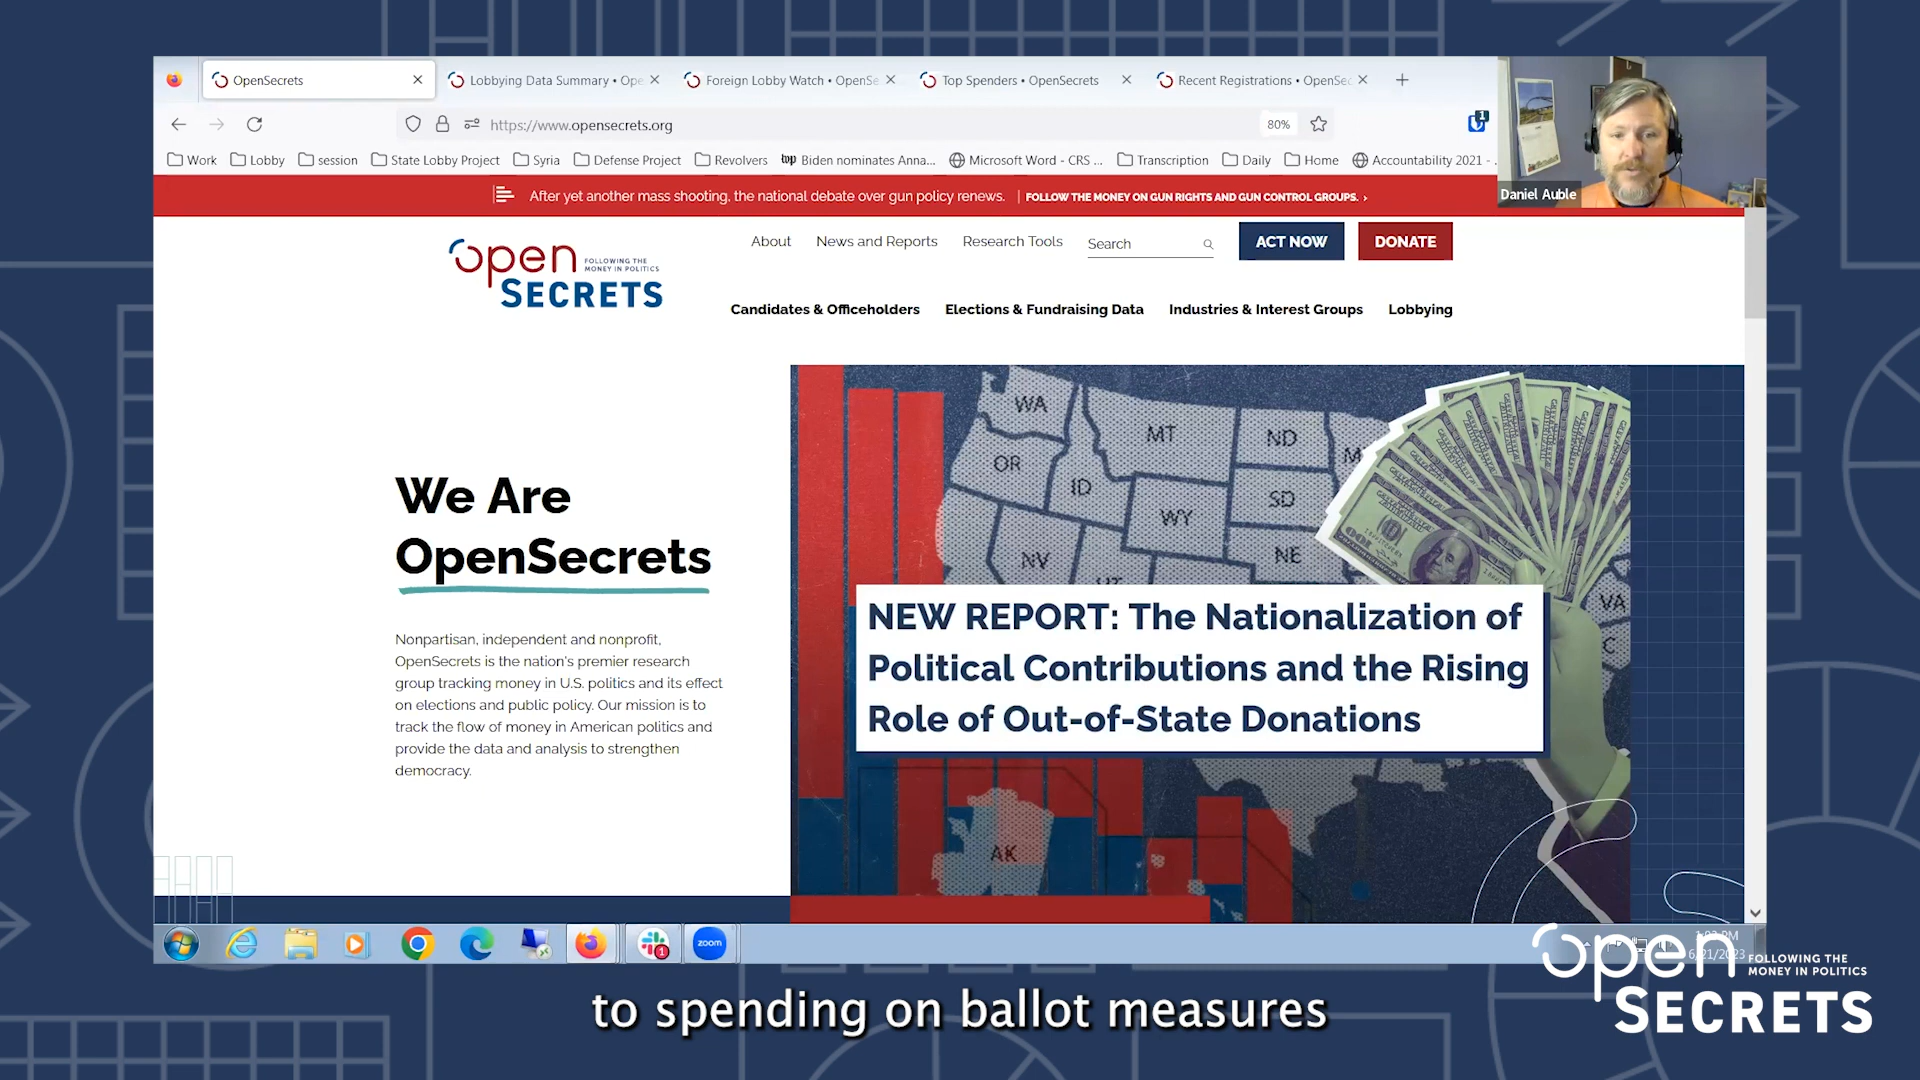 OpenSecrets
Lobbying Data Summary • Ope
Foreign Lobby Watch • OpenSe
Top Spenders • OpenSecrets
Recent Registrations • OpenSec
https://www.opensecrets.org
80%
1
Work
Lobby
session
State Lobby Project
Syria
Defense Project
Revolvers
top Biden nominates Anna...
Microsoft Word - CRS ...
Transcription
Daily
Home
Accountability 2021 - .
Daniel Auble
After yet another mass shooting, the national debate over gun policy renews. | FOLLOW THE MONEY ON GUN RIGHTS AND GUN CONTROL GROUPS. ›
About
News and Reports
Research Tools
Search
ACT NOW
DONATE
Open
SECRETS
FOLLOWING THE
MONEY IN POLITICS
Candidates & Officeholders
Elections & Fundraising Data
Industries & Interest Groups
Lobbying
We Are
OpenSecrets
Nonpartisan, independent and nonprofit,
OpenSecrets is the nation's premier research
group tracking money in U.S. politics and its effect
on elections and public policy. Our mission is to
track the flow of money in American politics and
provide the data and analysis to strengthen
democracy.
WA
MT
ND
OR
ID
SD
WY
NV
NE
VA
100
NEW REPORT: The Nationalization of
Political Contributions and the Rising
Role of Out-of-State Donations
AK
1
zoom
to spending on ballot measures
Open
FOLLOWING THE
MONEY IN POLITICS
SECRETS